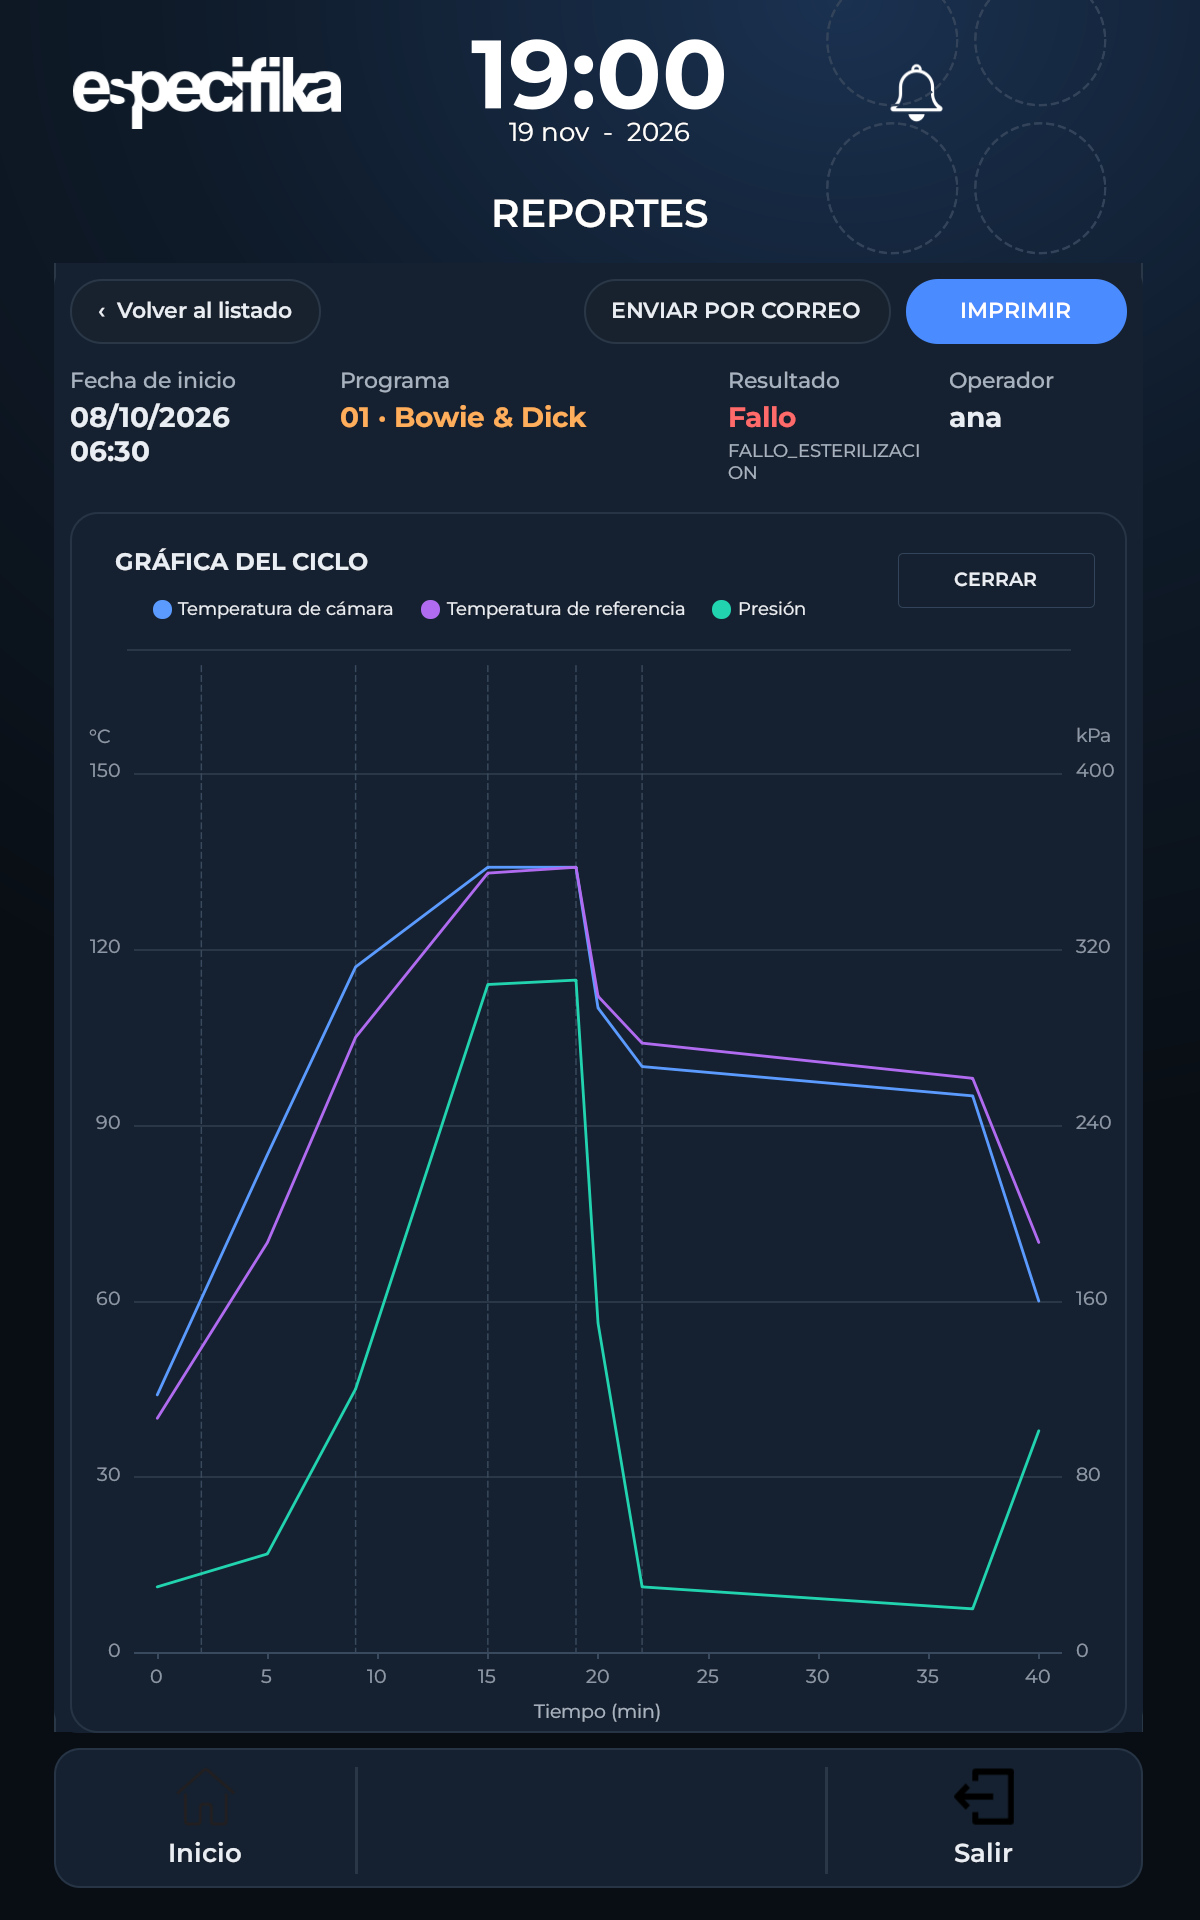 especifika
19:00
19 nov - 2026
REPORTES
‹ Volver al listado
ENVIAR POR CORREO
IMPRIMIR
Fecha de inicio
Programa
Resultado
Operador
08/10/2026
06:30
01 · Bowie & Dick
Fallo
FALLO_ESTERILIZACI
ON
ana
GRÁFICA DEL CICLO
CERRAR
Temperatura de cámara
Temperatura de referencia
Presión
°C
kPa
150
400
120
320
90
240
60
160
30
80
0
0
0 5 10 15 20 25 30 35 40
Tiempo (min)
Inicio
Salir